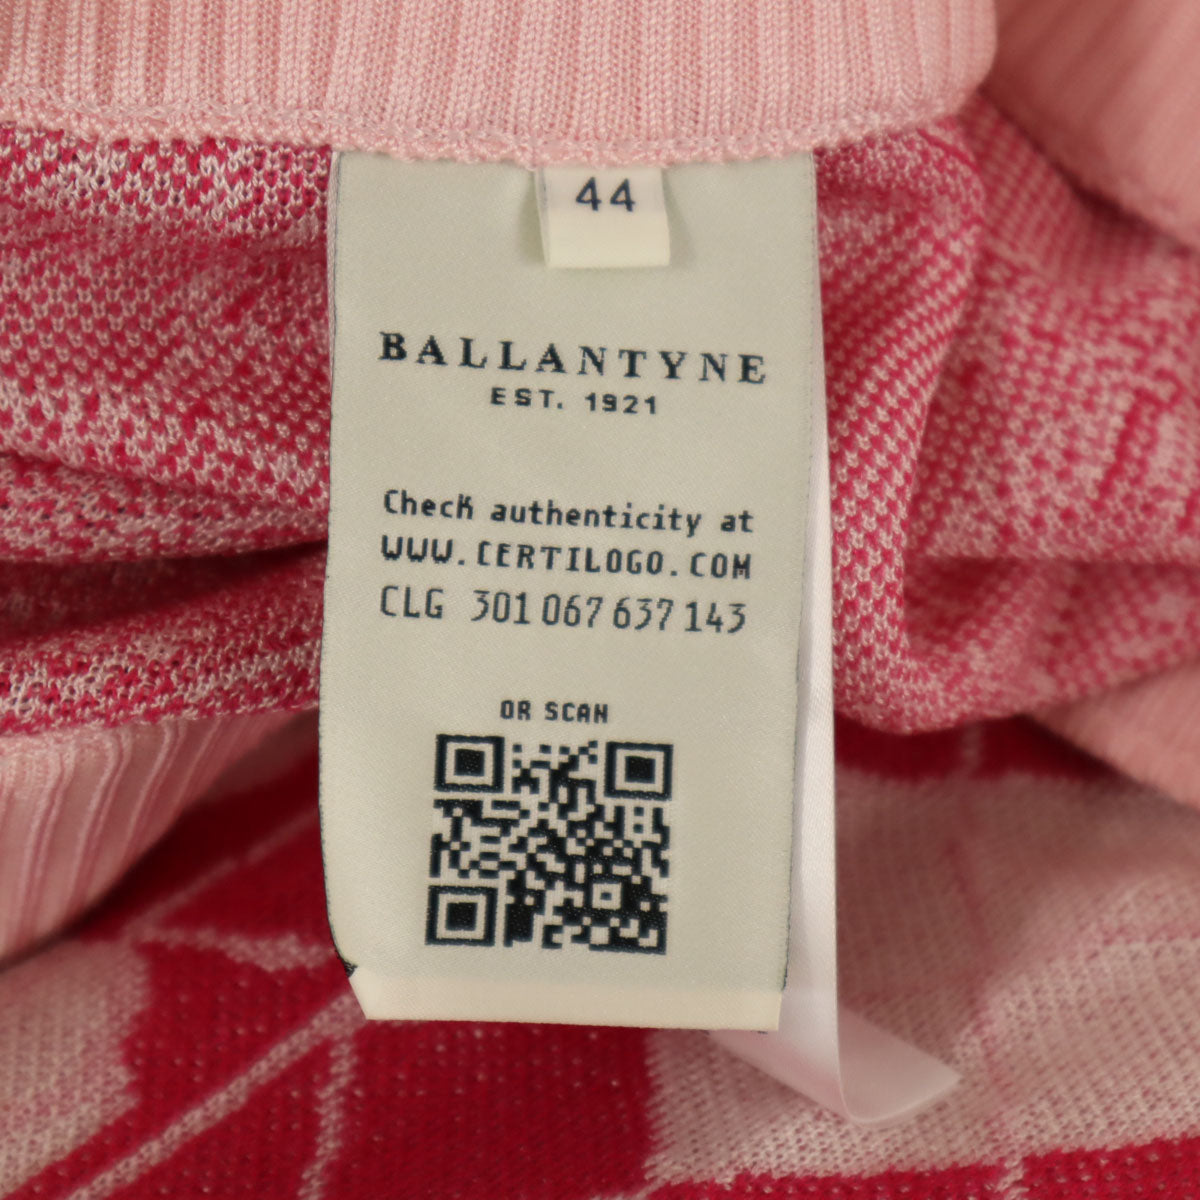 44
BALLANTYNE
EST. 1921
Check authenticity at
WWW.CERTILOGO.COM
CLG 301 067 637 143
OR SCAN